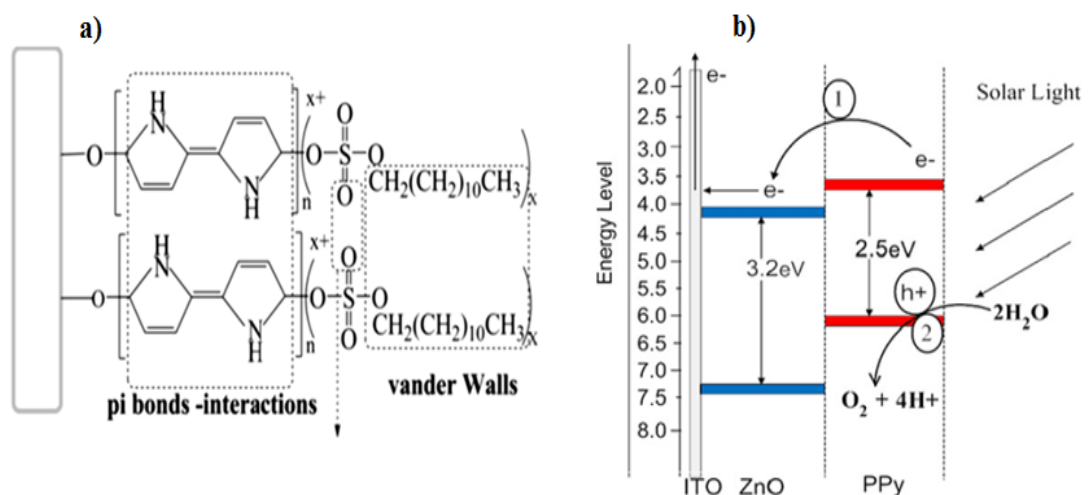 a)
H
N
O
[ ]n x+
( O S O
O
O
CH2(CH2)10CH3 )x
H
N
H
N
O
[ ]n x+
( O S O
O
O
CH2(CH2)10CH3 )x
N
H
pi bonds -interactions
vander Walls
b)
Energy Level
2.0
2.5
3.0
3.5
4.0
4.5
5.0
5.5
6.0
6.5
7.0
7.5
8.0
e-
1
Solar Light
e-
e-
3.2eV
2.5eV
h+
2
2H2O
O2 + 4H+
ITO
ZnO
PPy